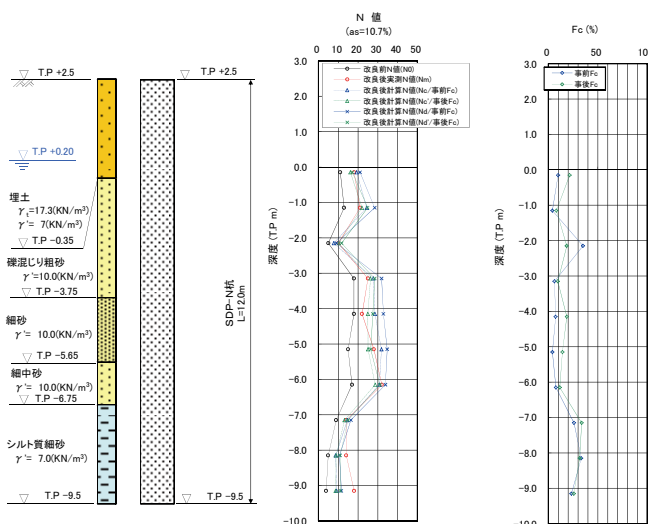 T.P +2.5
T.P +0.20
埋土
γt=17.3(KN/m³)
γ'= 7(KN/m³)
T.P -0.35
礫混じり粗砂
γ'=10.0(KN/m³)
T.P -3.75
細砂
γ'= 10.0(KN/m³)
T.P -5.65
細中砂
γ'= 10.0(KN/m³)
T.P -6.75
シルト質細砂
γ'= 7.0(KN/m³)
T.P -9.5
T.P +2.5
SDP-N杭
L=12.0m
T.P -9.5
N 値
(as=10.7%)
0 10 20 30 40 50
改良前N値(N0)
改良後実測N値(Nm)
改良後計算N値(Nc/事前Fc)
改良後計算N値(Nc'/事後Fc)
改良後計算N値(Nd/事前Fc)
改良後計算N値(Nd'/事後Fc)
深度 (T.P m)
3.0
2.0
1.0
0.0
-1.0
-2.0
-3.0
-4.0
-5.0
-6.0
-7.0
-8.0
-9.0
-10.0
Fc (%)
0 50 100
事前Fc
事後Fc
深度 (T.P m)
3.0
2.0
1.0
0.0
-1.0
-2.0
-3.0
-4.0
-5.0
-6.0
-7.0
-8.0
-9.0
-10.0